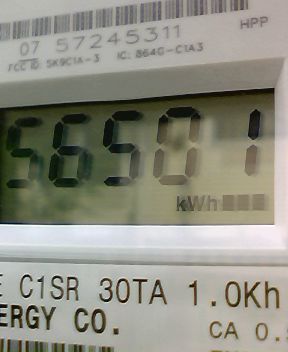 07 57245311
HPP
FCC ID: SK9C1A-3 IC: 864G-C1A3
56501
kWh
E C1SR 30TA 1.0Kh
ERGY CO.
CA 0.